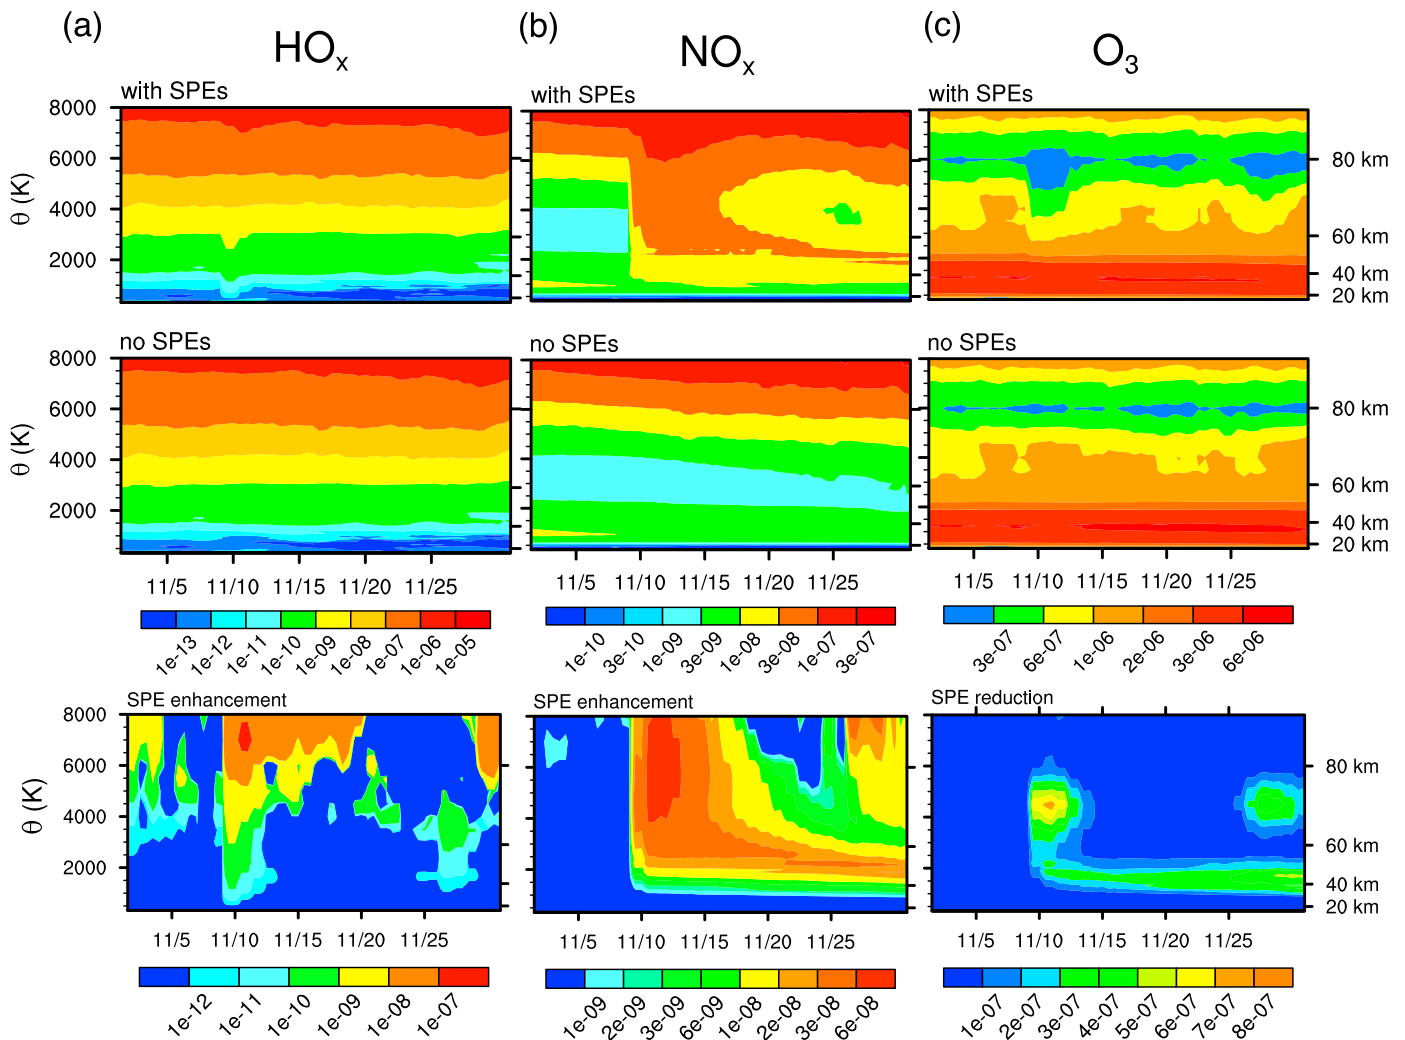 (a) (b) (c)
HOx NOx O3
with SPEs with SPEs with SPEs
8000
6000
4000
2000
θ (K)
80 km
60 km
40 km
20 km
no SPEs no SPEs no SPEs
8000
6000
4000
2000
θ (K)
80 km
60 km
40 km
20 km
11/5 11/10 11/15 11/20 11/25 11/5 11/10 11/15 11/20 11/25 11/5 11/10 11/15 11/20 11/25
1e-13 1e-12 1e-11 1e-10 1e-09 1e-08 1e-07 1e-06 1e-05
1e-10 3e-10 1e-09 3e-09 1e-08 3e-08 1e-07 3e-07
3e-07 6e-07 1e-06 2e-06 3e-06 6e-06
SPE enhancement SPE enhancement SPE reduction
8000
6000
4000
2000
θ (K)
80 km
60 km
40 km
20 km
11/5 11/10 11/15 11/20 11/25 11/5 11/10 11/15 11/20 11/25 11/5 11/10 11/15 11/20 11/25
1e-12 1e-11 1e-10 1e-09 1e-08 1e-07
1e-09 2e-09 3e-09 6e-09 1e-08 2e-08 3e-08 6e-08
1e-07 2e-07 3e-07 4e-07 5e-07 6e-07 7e-07 8e-07